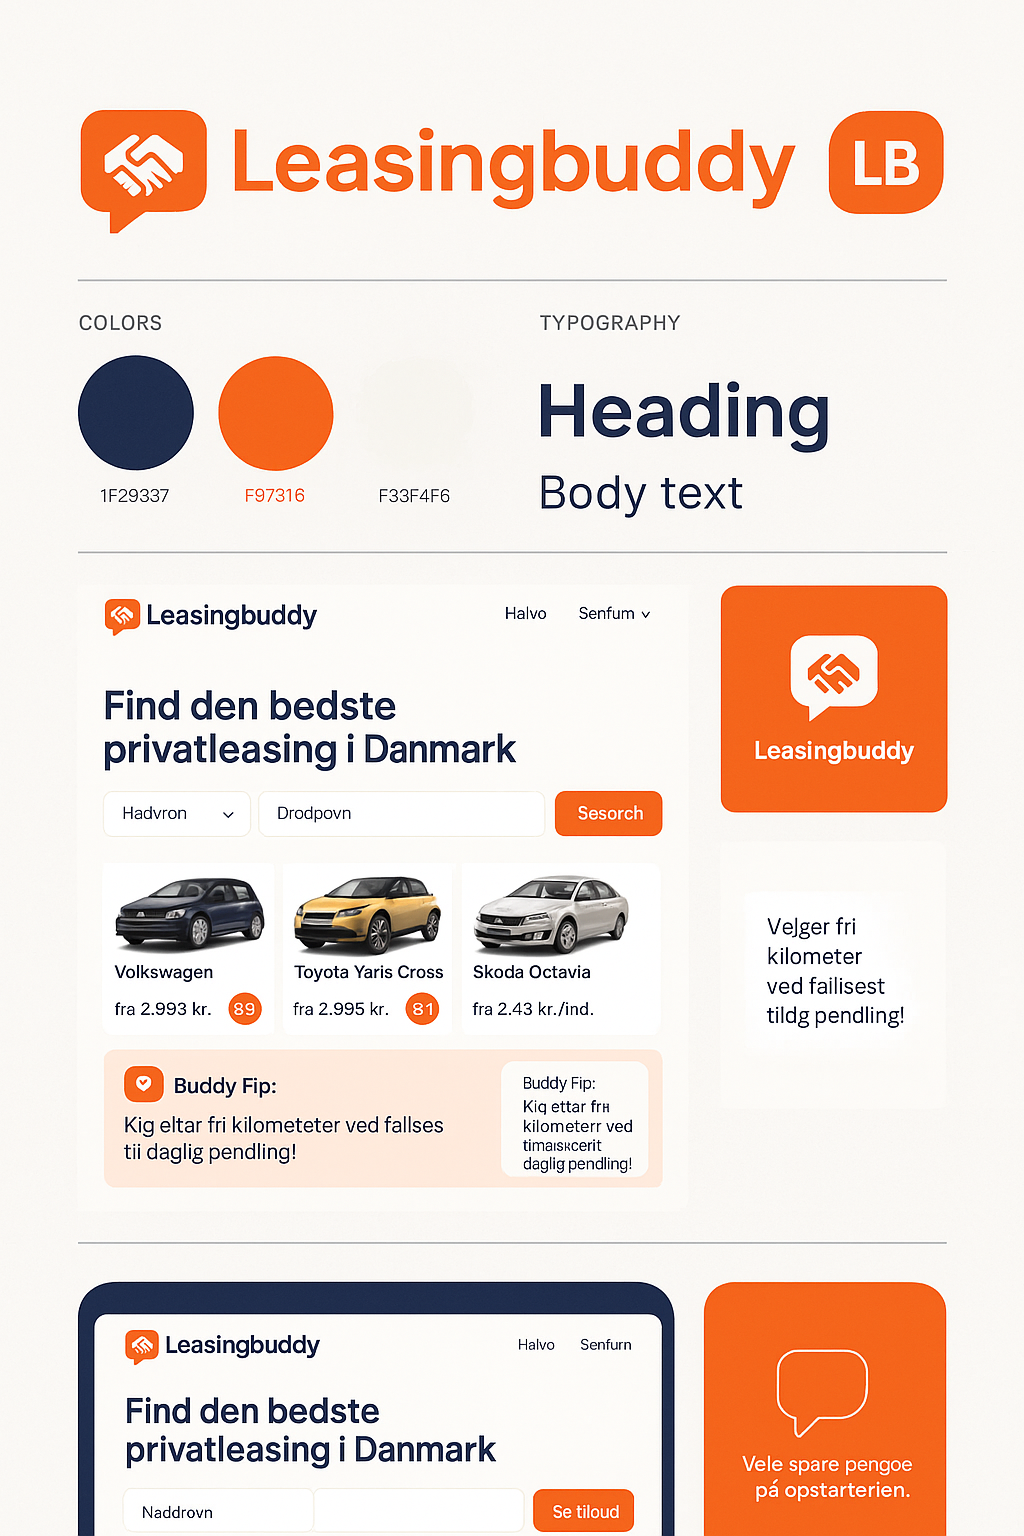 Leasingbuddy LB
COLORS
TYPOGRAPHY
Heading
Body text
1F29337
F97316
F33F4F6
Leasingbuddy
Halvo
Senfum
Find den bedste
privatleasing i Danmark
Hadvron
Drodpovn
Sesorch
Volkswagen
fra 2.993 kr.
89
Toyota Yaris Cross
fra 2.995 kr.
81
Skoda Octavia
fra 2.43 kr./ind.
Buddy Fip:
Kig eltar fri kilometeter ved fallses
tii daglig pendling!
Buddy Fip:
Kiq ettar frн
kilometerr ved
daglig pendling!
Leasingbuddy
Vejger fri
kilometer
ved failisest
tildg pendling!
Leasingbuddy
Halvo
Senfurn
Find den bedste
privatleasing i Danmark
Naddrovn
Se tiloud
Vele spare pengoe
på opstarterien.